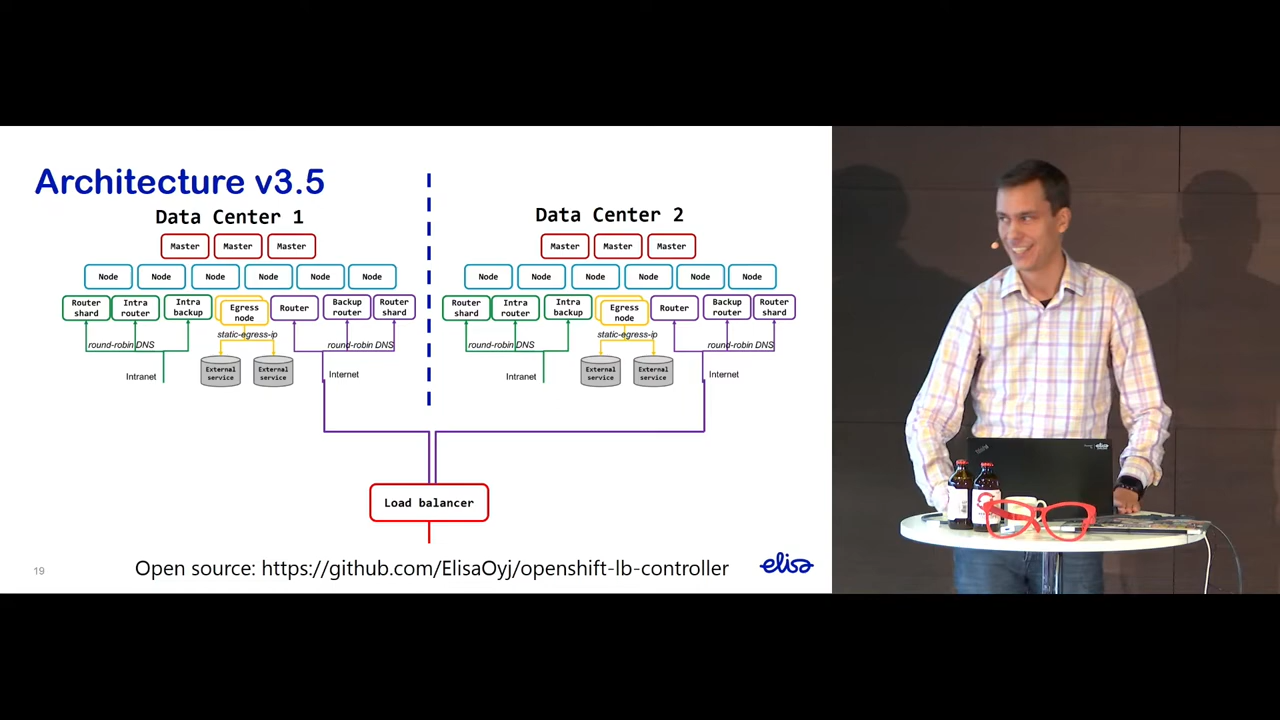 Architecture v3.5
Data Center 1
Master Master Master
Node Node Node Node Node Node
Router shard
Intra router
Intra backup
Egress node
Router
Backup router
Router shard
round-robin DNS
static-egress-ip
round-robin DNS
External service
External service
Intranet
Internet
Data Center 2
Master Master Master
Node Node Node Node Node Node
Router shard
Intra router
Intra backup
Egress node
Router
Backup router
Router shard
round-robin DNS
static-egress-ip
round-robin DNS
External service
External service
Intranet
Internet
Load balancer
19
Open source: https://github.com/ElisaOyj/openshift-lb-controller
elisa
elisa